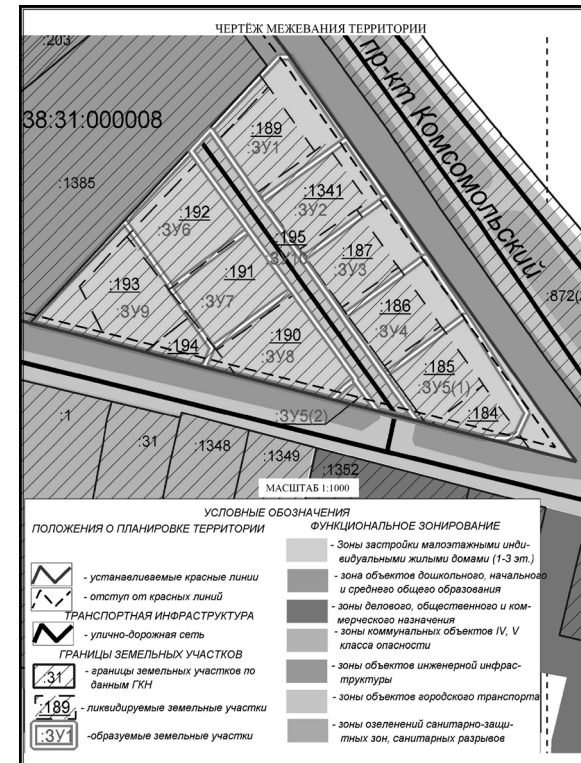 ЧЕРТЁЖ МЕЖЕВАНИЯ ТЕРРИТОРИИ
:203
38:31:000008
:1385
пр-кт Комсомольский
:189
:ЗУ1
:1341
:ЗУ2
:192
:ЗУ6
:195
:ЗУ10
:187
:ЗУ3
:191
:ЗУ7
:193
:ЗУ9
:186
:ЗУ4
:194
:190
:ЗУ8
:185
:ЗУ5(1)
:184
:ЗУ5(2)
:872(2
:1
:31
:1348
:1349
:1352
МАСШТАБ 1:1000
УСЛОВНЫЕ ОБОЗНАЧЕНИЯ
ПОЛОЖЕНИЯ О ПЛАНИРОВКЕ ТЕРРИТОРИИ
- устанавливаемые красные линии
- отступ от красных линий
ТРАНСПОРТНАЯ ИНФРАСТРУКТУРА
- улично-дорожная сеть
ГРАНИЦЫ ЗЕМЕЛЬНЫХ УЧАСТКОВ
:31
- границы земельных участков по
данным ГКН
:189
- ликвидируемые земельные участки
:ЗУ1
-образуемые земельные участки
ФУНКЦИОНАЛЬНОЕ ЗОНИРОВАНИЕ
- Зоны застройки малоэтажными инди-
видуальными жилыми домами (1-3 эт.)
- зона объектов дошкольного, начального
и среднего общего образования
- зоны делового, общественного и ком-
мерческого назначения
- зоны коммунальных объектов IV, V
класса опасности
- зоны объектов инженерной инфрас-
труктуры
- зоны объектов городского транспорта
- зоны озеленений санитарно-защи-
тных зон, санитарных разрывов